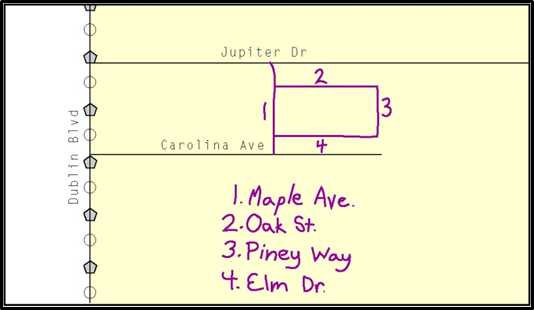 Jupiter Dr
2
1
3
Dublin Blvd
Carolina Ave
4
1. Maple Ave.
2. Oak St.
3. Piney Way
4. Elm Dr.